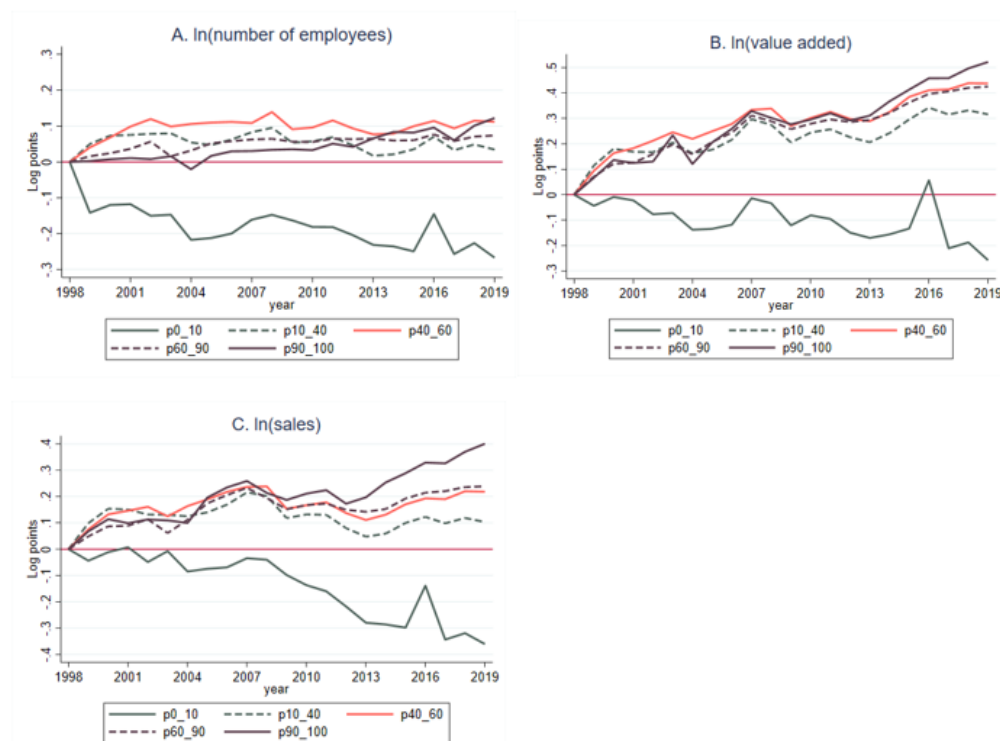 A. ln(number of employees)
Log points
.3
.2
.1
0
-.1
-.2
-.3
1998 2001 2004 2007 2010 2013 2016 2019
year
p0_10 p10_40 p40_60
p60_90 p90_100
B. ln(value added)
Log points
.5
.4
.3
.2
.1
0
-.1
-.2
-.3
1998 2001 2004 2007 2010 2013 2016 2019
year
p0_10 p10_40 p40_60
p60_90 p90_100
C. ln(sales)
Log points
.4
.3
.2
.1
0
-.1
-.2
-.3
-.4
1998 2001 2004 2007 2010 2013 2016 2019
year
p0_10 p10_40 p40_60
p60_90 p90_100